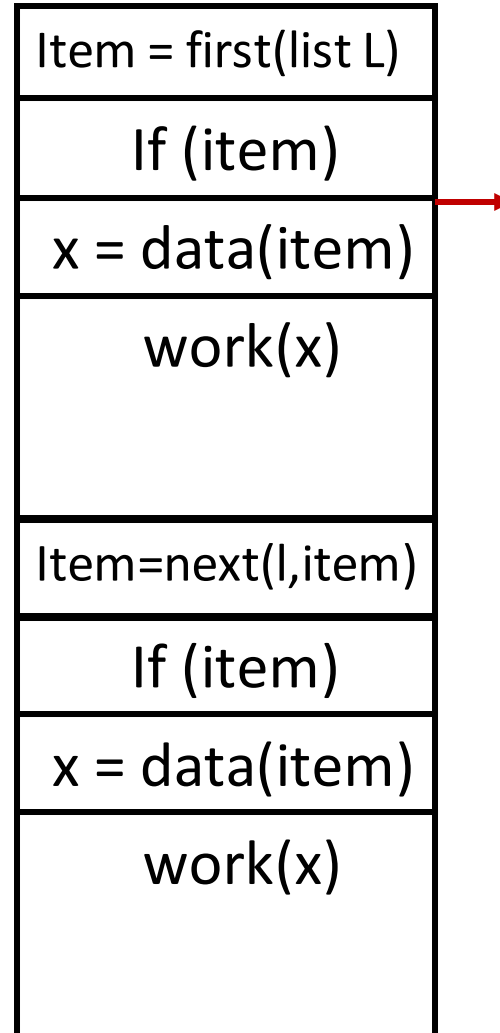 Item = first(list L)
If (item)
x = data(item)
work(x)
Item=next(l,item)
If (item)
x = data(item)
work(x)